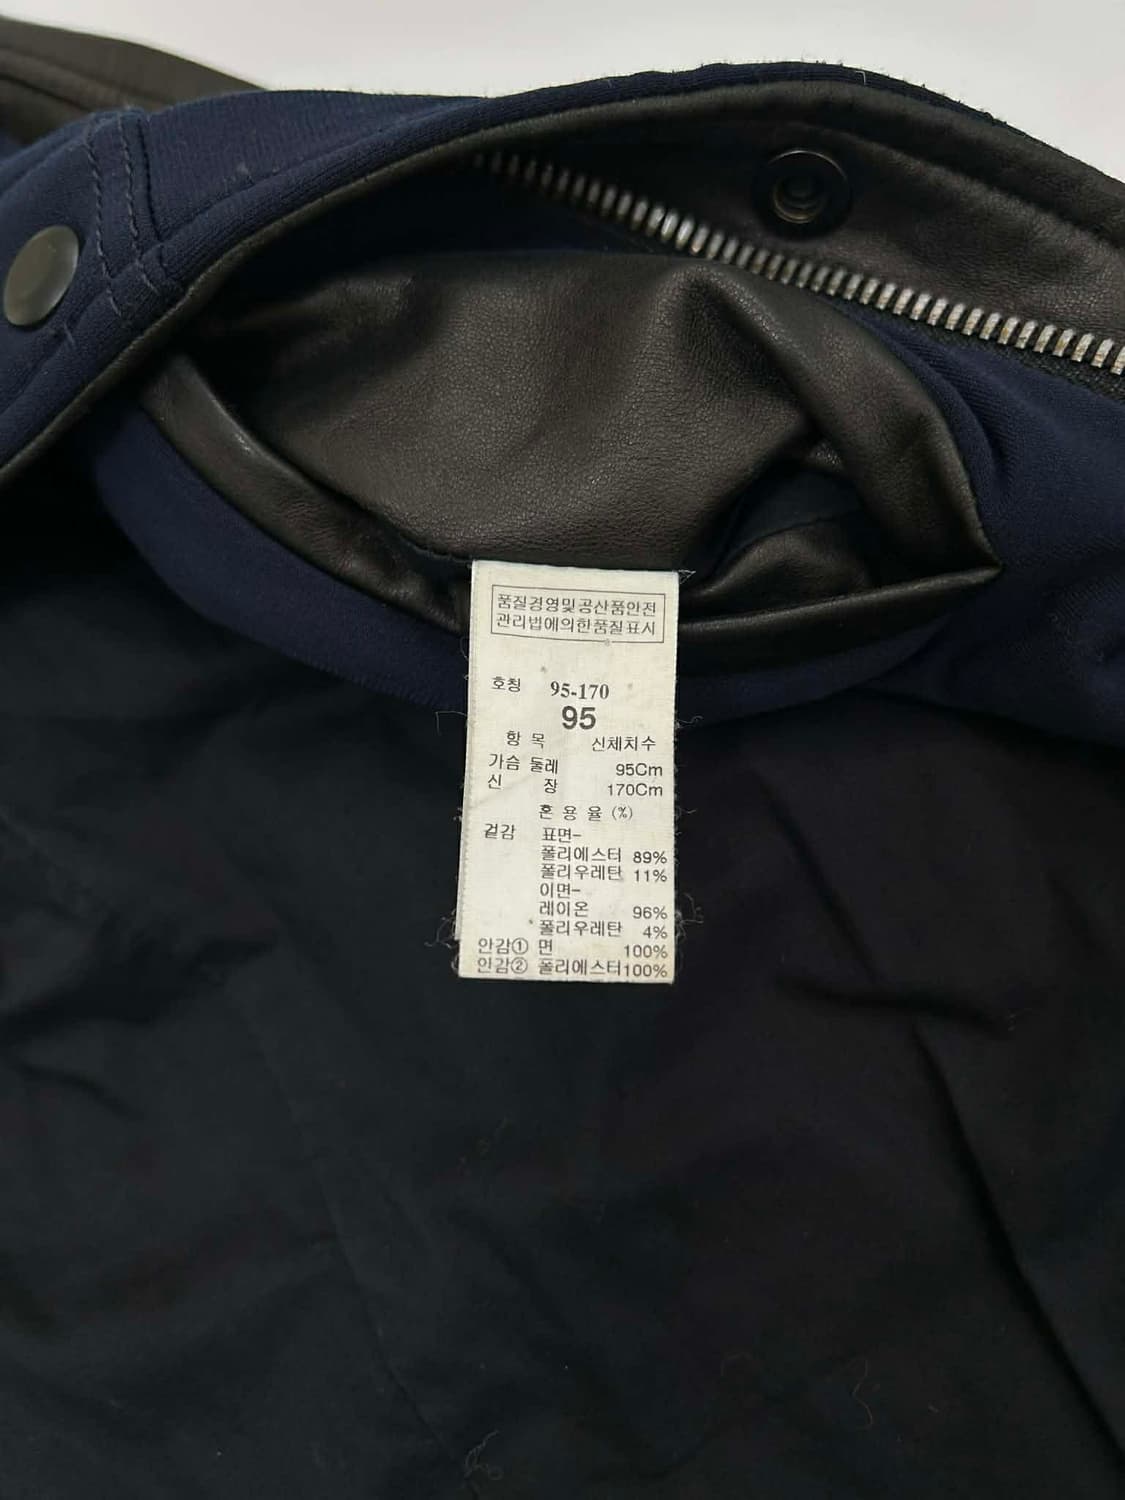 품질경영및공산품안전
관리법에의한품질표시
호칭 95-170
95
항 목 신체치수
가슴 둘레 95Cm
신 장 170Cm
혼 용 율 (%)
겉감 표면-
폴리에스터 89%
폴리우레탄 11%
이면-
레이온 96%
폴리우레탄 4%
안감① 면 100%
안감② 폴리에스터100%